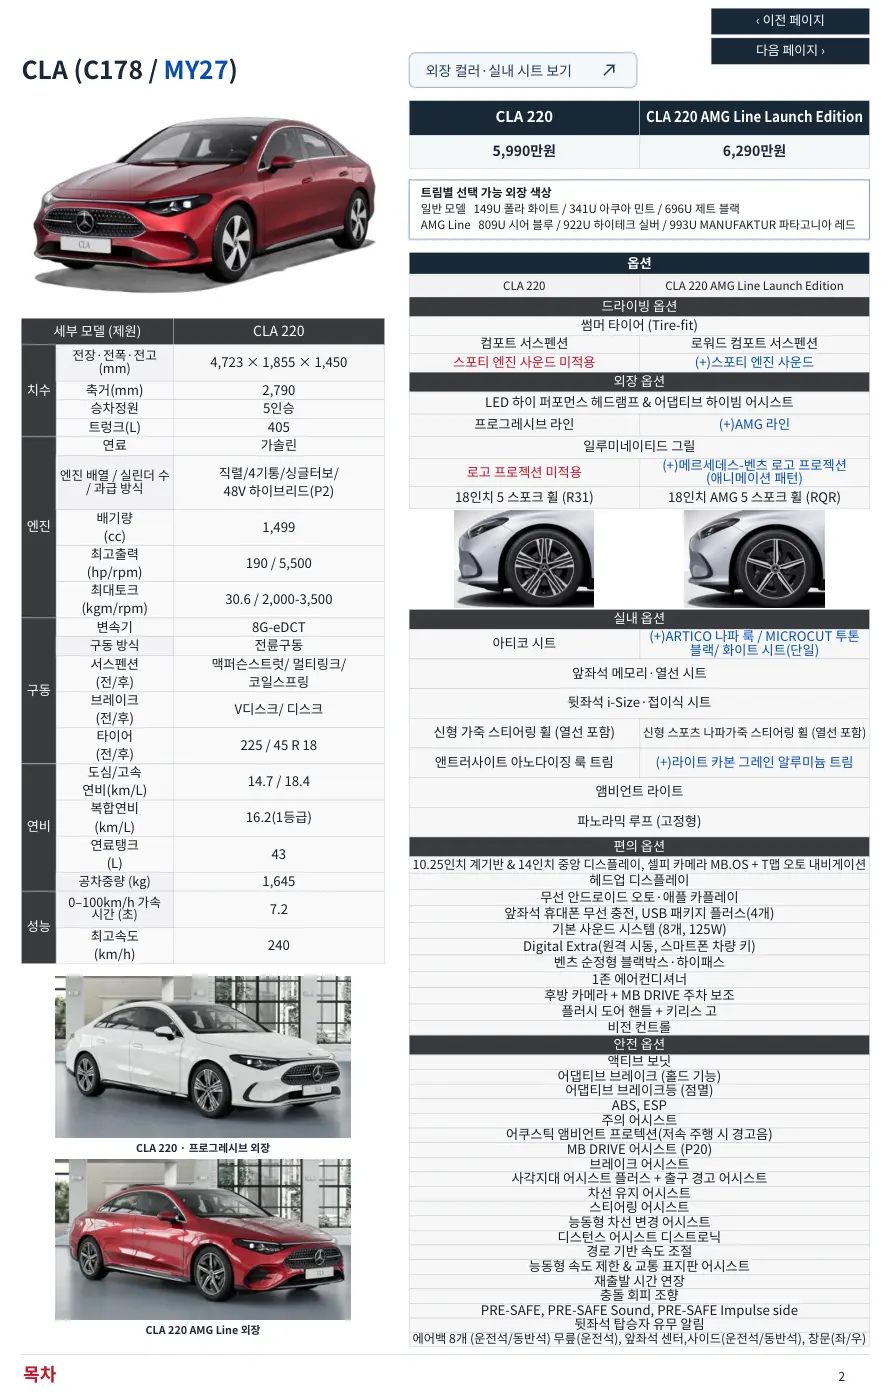 ‹ 이전 페이지
다음 페이지 ›
CLA (C178 / MY27)
외장 컬러·실내 시트 보기
CLA
CLA 220 | CLA 220 AMG Line Launch Edition
5,990만원 | 6,290만원
트림별 선택 가능 외장 색상
일반 모델 149U 폴라 화이트 / 341U 아쿠아 민트 / 696U 제트 블랙
AMG Line 809U 시어 블루 / 922U 하이테크 실버 / 993U MANUFAKTUR 파타고니아 레드
세부 모델 (제원) | CLA 220
치수
전장·전폭·전고
(mm) | 4,723 × 1,855 × 1,450
축거(mm) | 2,790
승차정원 | 5인승
트렁크(L) | 405
엔진
연료 | 가솔린
엔진 배열 / 실린더 수
/ 과급 방식 | 직렬/4기통/싱글터보/
48V 하이브리드(P2)
배기량
(cc) | 1,499
최고출력
(hp/rpm) | 190 / 5,500
최대토크
(kgm/rpm) | 30.6 / 2,000-3,500
구동
변속기 | 8G-eDCT
구동 방식 | 전륜구동
서스펜션
(전/후) | 맥퍼슨스트럿/ 멀티링크/
코일스프링
브레이크
(전/후) | V디스크/ 디스크
타이어
(전/후) | 225 / 45 R 18
연비
도심/고속
연비(km/L) | 14.7 / 18.4
복합연비
(km/L) | 16.2(1등급)
연료탱크
(L) | 43
공차중량 (kg) | 1,645
성능
0–100km/h 가속
시간 (초) | 7.2
최고속도
(km/h) | 240
CLA 220 · 프로그레시브 외장
CLA 220 AMG Line 외장
옵션
CLA 220 | CLA 220 AMG Line Launch Edition
드라이빙 옵션
썸머 타이어 (Tire-fit)
컴포트 서스펜션 | 로워드 컴포트 서스펜션
스포티 엔진 사운드 미적용 | (+)스포티 엔진 사운드
외장 옵션
LED 하이 퍼포먼스 헤드램프 & 어댑티브 하이빔 어시스트
프로그레시브 라인 | (+)AMG 라인
일루미네이티드 그릴
로고 프로젝션 미적용 | (+)메르세데스-벤츠 로고 프로젝션
(애니메이션 패턴)
18인치 5 스포크 휠 (R31) | 18인치 AMG 5 스포크 휠 (RQR)
실내 옵션
아티코 시트 | (+)ARTICO 나파 룩 / MICROCUT 투톤
블랙/ 화이트 시트(단일)
앞좌석 메모리·열선 시트
뒷좌석 i-Size·접이식 시트
신형 가죽 스티어링 휠 (열선 포함) | 신형 스포츠 나파가죽 스티어링 휠 (열선 포함)
앤트러사이트 아노다이징 룩 트림 | (+)라이트 카본 그레인 알루미늄 트림
앰비언트 라이트
파노라믹 루프 (고정형)
편의 옵션
10.25인치 계기반 & 14인치 중앙 디스플레이, 셀피 카메라 MB.OS + T맵 오토 내비게이션
헤드업 디스플레이
무선 안드로이드 오토·애플 카플레이
앞좌석 휴대폰 무선 충전, USB 패키지 플러스(4개)
기본 사운드 시스템 (8개, 125W)
Digital Extra(원격 시동, 스마트폰 차량 키)
벤츠 순정형 블랙박스·하이패스
1존 에어컨디셔너
후방 카메라 + MB DRIVE 주차 보조
플러시 도어 핸들 + 키리스 고
비전 컨트롤
안전 옵션
액티브 보닛
어댑티브 브레이크 (홀드 기능)
어댑티브 브레이크등 (점멸)
ABS, ESP
주의 어시스트
어쿠스틱 앰비언트 프로텍션(저속 주행 시 경고음)
MB DRIVE 어시스트 (P20)
브레이크 어시스트
사각지대 어시스트 플러스 + 출구 경고 어시스트
차선 유지 어시스트
스티어링 어시스트
능동형 차선 변경 어시스트
디스턴스 어시스트 디스트로닉
경로 기반 속도 조절
능동형 속도 제한 & 교통 표지판 어시스트
재출발 시간 연장
충돌 회피 조향
PRE-SAFE, PRE-SAFE Sound, PRE-SAFE Impulse side
뒷좌석 탑승자 유무 알림
에어백 8개 (운전석/동반석) 무릎(운전석), 앞좌석 센터,사이드(운전석/동반석), 창문(좌/우)
목차
2